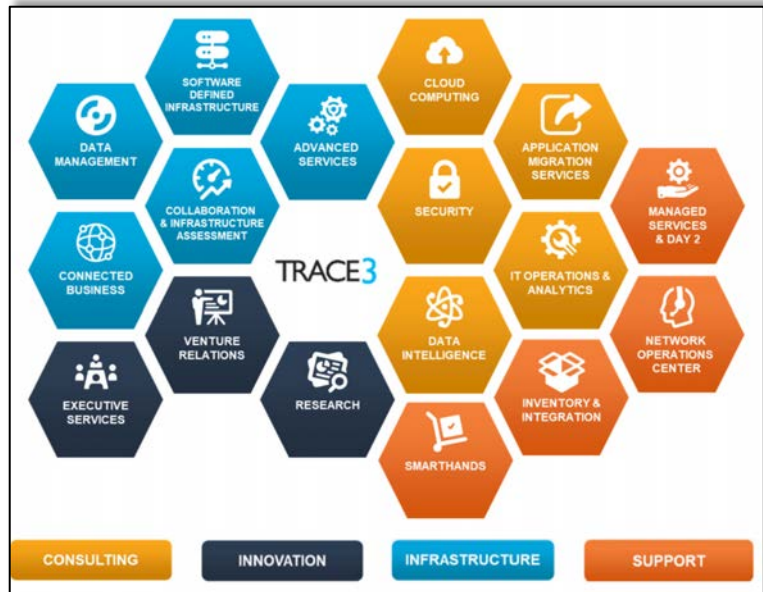 SOFTWARE
DEFINED
INFRASTRUCTURE
CLOUD
COMPUTING
DATA
MANAGEMENT
ADVANCED
SERVICES
APPLICATION
MIGRATION
SERVICES
COLLABORATION
& INFRASTRUCTURE
ASSESSMENT
SECURITY
MANAGED
SERVICES
& DAY 2
CONNECTED
BUSINESS
TRACE3
IT OPERATIONS &
ANALYTICS
VENTURE
RELATIONS
DATA
INTELLIGENCE
NETWORK
OPERATIONS
CENTER
EXECUTIVE
SERVICES
RESEARCH
INVENTORY &
INTEGRATION
SMARTHANDS
CONSULTING
INNOVATION
INFRASTRUCTURE
SUPPORT